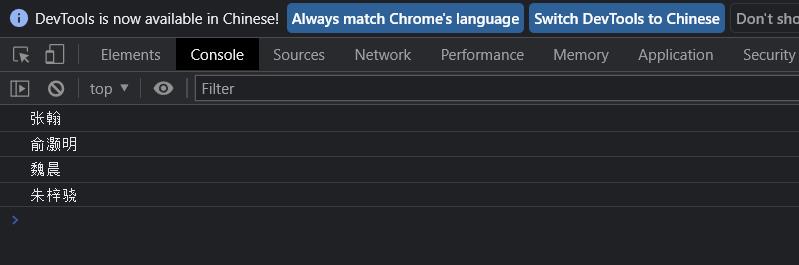 DevTools is now available in Chinese! Always match Chrome's language Switch DevTools to Chinese Don't sho
Elements Console Sources Network Performance Memory Application Security
top Filter
张翰
俞灏明
魏晨
朱梓骁